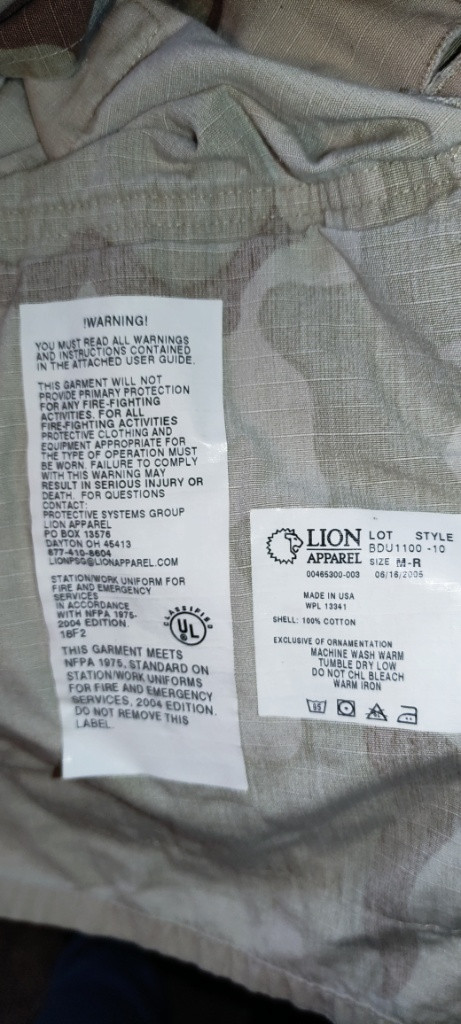 !WARNING!
YOU MUST READ ALL WARNINGS
AND INSTRUCTIONS CONTAINED
IN THE ATTACHED USER GUIDE.
THIS GARMENT WILL NOT
PROVIDE PRIMARY PROTECTION
FOR ANY FIRE-FIGHTING
ACTIVITIES. FOR ALL
FIRE-FIGHTING ACTIVITIES
PROTECTIVE CLOTHING AND
EQUIPMENT APPROPRIATE FOR
THE TYPE OF OPERATION MUST
BE WORN. FAILURE TO COMPLY
WITH THIS WARNING MAY
RESULT IN SERIOUS INJURY OR
DEATH. FOR QUESTIONS
CONTACT:
PROTECTIVE SYSTEMS GROUP
LION APPAREL
PO BOX 13576
DAYTON OH 45413
877-410-8604
LIONPSG@LIONAPPAREL.COM
STATION/WORK UNIFORM FOR
FIRE AND EMERGENCY
SERVICES
IN ACCORDANCE
WITH NFPA 1975-
2004 EDITION.
18F2
CLASSIFIED
UL
THIS GARMENT MEETS
NFPA 1975, STANDARD ON
STATION/WORK UNIFORMS
FOR FIRE AND EMERGENCY
SERVICES, 2004 EDITION.
DO NOT REMOVE THIS
LABEL.
LION APPAREL
LOT STYLE
BDU1100 -10
SIZE M-R
00465300-003 06/16/2005
MADE IN USA
WPL 13341
SHELL: 100% COTTON
EXCLUSIVE OF ORNAMENTATION
MACHINE WASH WARM
TUMBLE DRY LOW
DO NOT CHL BLEACH
WARM IRON